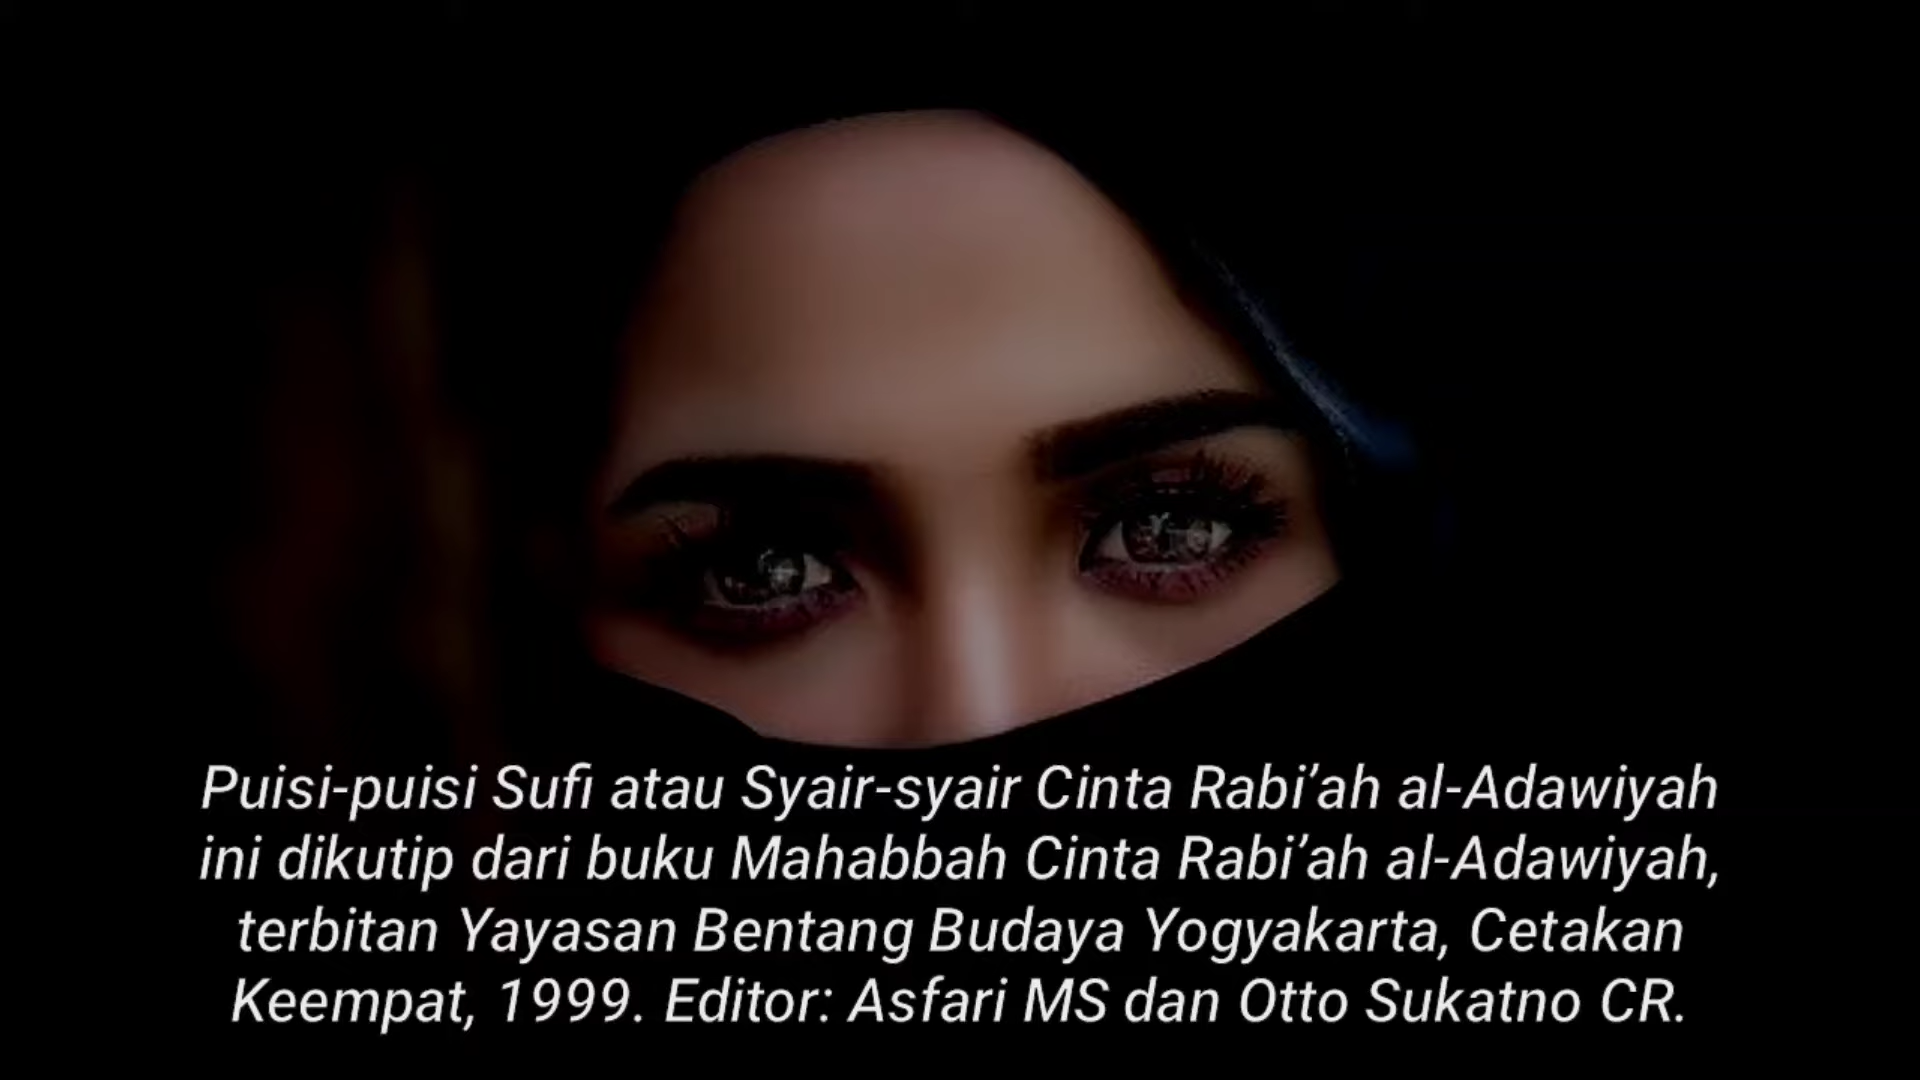 Puisi-puisi Sufi atau Syair-syair Cinta Rabi’ah al-Adawiyah
ini dikutip dari buku Mahabbah Cinta Rabi’ah al-Adawiyah,
terbitan Yayasan Bentang Budaya Yogyakarta, Cetakan
Keempat, 1999. Editor: Asfari MS dan Otto Sukatno CR.